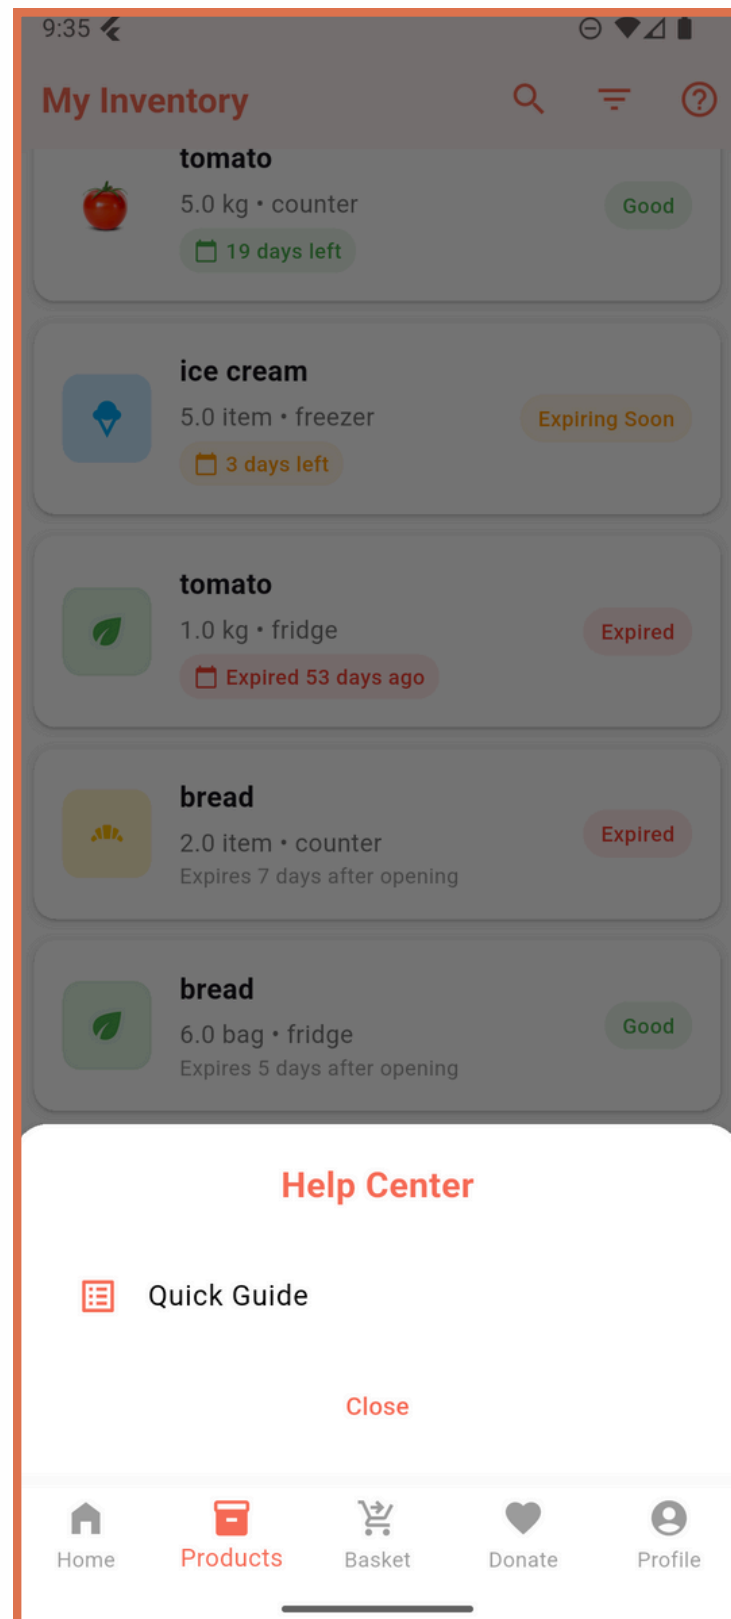 9:35
My Inventory
tomato
5.0 kg • counter
Good
19 days left
ice cream
5.0 item • freezer
Expiring Soon
3 days left
tomato
1.0 kg • fridge
Expired
Expired 53 days ago
bread
2.0 item • counter
Expired
Expires 7 days after opening
bread
6.0 bag • fridge
Good
Expires 5 days after opening
Help Center
Quick Guide
Close
Home
Products
Basket
Donate
Profile